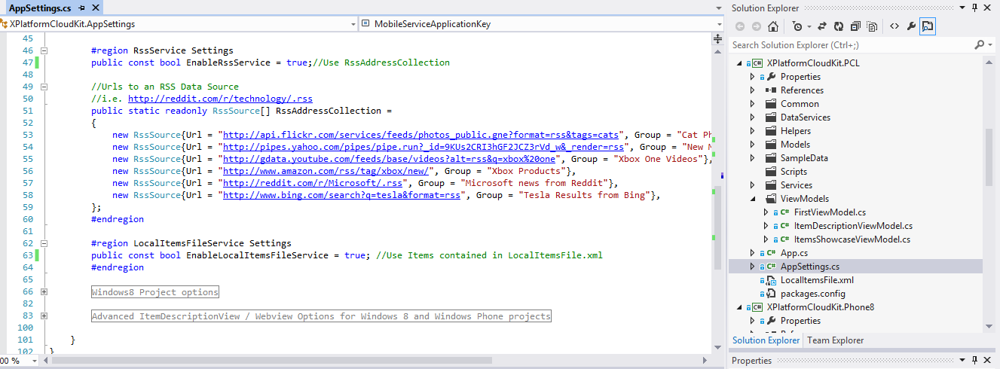 AppSettings.cs
XPlatformCloudKit.AppSettings
MobileServiceApplicationKey
45
46 #region RssService Settings
47 public const bool EnableRssService = true;//Use RssAddressCollection
48
49 //Urls to an RSS Data Source
50 //i.e. http://reddit.com/r/technology/.rss
51 public static readonly RssSource[] RssAddressCollection =
52 {
53 new RssSource{Url = "http://api.flickr.com/services/feeds/photos_public.gne?format=rss&tags=cats", Group = "Cat Ph
54 new RssSource{Url = "http://pipes.yahoo.com/pipes/pipe.run?_id=9KUs2CRI3hGF2JCZ3rVd_w&_render=rss", Group = "New M
55 new RssSource{Url = "http://gdata.youtube.com/feeds/base/videos?alt=rss&q=xbox%20one", Group = "Xbox One Videos"},
56 new RssSource{Url = "http://www.amazon.com/rss/tag/xbox/new/", Group = "Xbox Products"},
57 new RssSource{Url = "http://reddit.com/r/Microsoft/.rss", Group = "Microsoft news from Reddit"},
58 new RssSource{Url = "http://www.bing.com/search?q=tesla&format=rss", Group = "Tesla Results from Bing"},
59 };
60 #endregion
61
62 #region LocalItemsFileService Settings
63 public const bool EnableLocalItemsFileService = true; //Use Items contained in LocalItemsFile.xml
64 #endregion
65
66 Windows8 Project options
82
83 Advanced ItemDescriptionView / Webview Options for Windows 8 and Windows Phone projects
100
101 }
102 }
00 %
Solution Explorer
Search Solution Explorer (Ctrl+;)
XPlatformCloudKit.PCL
Properties
References
Common
DataServices
Helpers
Models
SampleData
Scripts
Services
ViewModels
FirstViewModel.cs
ItemDescriptionViewModel.cs
ItemsShowcaseViewModel.cs
App.cs
AppSettings.cs
LocalItemsFile.xml
packages.config
XPlatformCloudKit.Phone8
Properties
Solution Explorer
Team Explorer
Properties